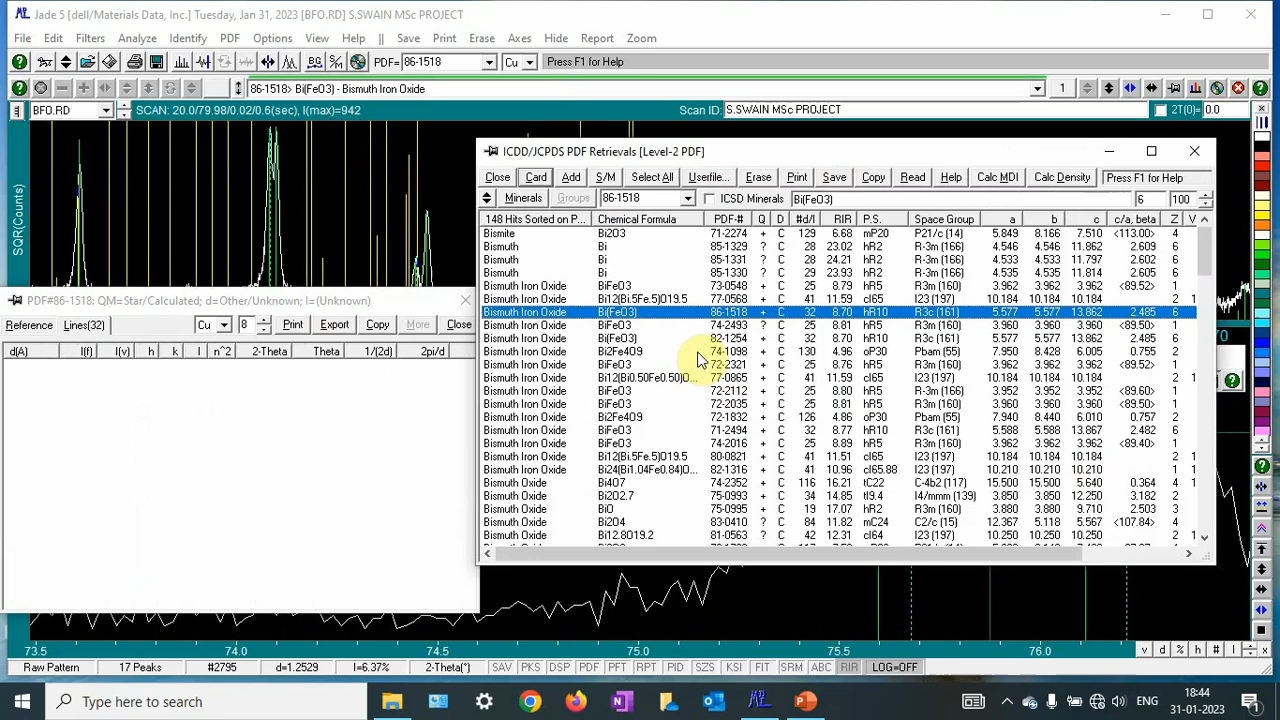 Jade 5 [dell/Materials Data, Inc.] Tuesday, Jan 31, 2023 [BFO.RD] S.SWAIN MSc PROJECT
File Edit Filters Analyze Identify PDF Options View Help || Save Print Erase Axes Hide Report Zoom
BG PDF= 86-1518 Cu Press F1 for Help
86-1518> Bi(FeO3) - Bismuth Iron Oxide 1
BFO.RD SCAN: 20.0/79.98/0.02/0.6(sec), I(max)=942 Scan ID: S.SWAIN MSc PROJECT 2T(0)= 0.0
SQR(Counts)
ICDD/JCPDS PDF Retrievals [Level-2 PDF]
Close Card Add S/M Select All Userfile... Erase Print Save Copy Read Help Calc MDI Calc Density Press F1 for Help
Minerals Groups 86-1518 ICSD Minerals Bi(FeO3) 6 100
148 Hits Sorted on P... Chemical Formula PDF-# Q D #d/I RIR P.S. Space Group a b c c/a, beta Z V
Bismite Bi2O3 71-2274 + C 129 6.68 mP20 P21/c (14) 5.849 8.166 7.510 <113.00> 4
Bismuth Bi 85-1329 ? C 28 23.02 hR2 R-3m (166) 4.546 4.546 11.862 2.609 6
Bismuth Bi 85-1331 ? C 28 24.21 hR2 R-3m (166) 4.533 4.533 11.797 2.602 6
Bismuth Bi 85-1330 ? C 29 23.93 hR2 R-3m (166) 4.535 4.535 11.814 2.605 6
Bismuth Iron Oxide BiFeO3 73-0548 + C 25 8.79 hR5 R3m (160) 3.962 3.962 3.962 <89.52> 1
Bismuth Iron Oxide Bi12(Bi.5Fe.5)O19.5 77-0568 + C 41 11.59 cI65 I23 (197) 10.184 10.184 10.184 2 1
Bismuth Iron Oxide Bi(FeO3) 86-1518 + C 32 8.70 hR10 R3c (161) 5.577 5.577 13.862 2.485 6
Bismuth Iron Oxide BiFeO3 74-2493 ? C 25 8.81 hR5 R3m (160) 3.960 3.960 3.960 <89.50> 1
Bismuth Iron Oxide Bi(FeO3) 82-1254 + C 32 8.70 hR10 R3c (161) 5.577 5.577 13.862 2.485 6
Bismuth Iron Oxide Bi2Fe4O9 74-1098 + C 130 4.96 oP30 Pbam (55) 7.950 8.428 6.005 0.755 2
Bismuth Iron Oxide BiFeO3 72-2321 + C 25 8.76 hR5 R3m (160) 3.962 3.962 3.962 <89.52> 1
Bismuth Iron Oxide Bi12(Bi0.50Fe0.50)O... 77-0865 + C 41 11.59 cI65 I23 (197) 10.184 10.184 10.184 2 1
Bismuth Iron Oxide BiFeO3 72-2112 + C 25 8.80 hR5 R-3m (166) 3.952 3.952 3.952 <89.60> 1
Bismuth Iron Oxide BiFeO3 72-2035 + C 25 8.81 hR5 R3m (160) 3.960 3.960 3.960 <89.50> 1
Bismuth Iron Oxide Bi2Fe4O9 72-1832 + C 126 4.86 oP30 Pbam (55) 7.940 8.440 6.010 0.757 2
Bismuth Iron Oxide BiFeO3 71-2494 + C 32 8.77 hR10 R3c (161) 5.588 5.588 13.867 2.482 6
Bismuth Iron Oxide BiFeO3 74-2016 + C 25 8.89 hR5 R3m (160) 3.962 3.962 3.962 <89.40> 1
Bismuth Iron Oxide Bi12(Bi.5Fe.5)O19.5 80-0821 + C 41 11.51 cI65 I23 (197) 10.184 10.184 10.184 2 1
Bismuth Iron Oxide Bi24(Bi1.04Fe0.84)O... 82-1316 + C 41 10.96 cI65.88 I23 (197) 10.210 10.210 10.210 1 1
Bismuth Oxide Bi4O7 74-2352 + C 116 16.21 tC22 C-4b2 (117) 15.500 15.500 5.640 0.364 4
Bismuth Oxide Bi2O2.7 75-0993 + C 34 14.85 tI9.4 I4/mmm (139) 3.850 3.850 12.250 3.182 2
Bismuth Oxide BiO 75-0995 + C 19 17.07 hR2 R3m (160) 3.880 3.880 9.710 2.503 3
Bismuth Oxide Bi2O4 83-0410 ? C 84 11.82 mC24 C2/c (15) 12.367 5.118 5.567 <107.84> 4
Bismuth Oxide Bi12.8O19.2 81-0563 ? C 42 12.31 cI64 I23 (197) 10.250 10.250 10.250 2 1
PDF#86-1518: QM=Star/Calculated; d=Other/Unknown; I=(Unknown)
Reference Lines(32) Cu 8 Print Export Copy More Close
d(A) I(f) I(v) h k l n^2 2-Theta Theta 1/(2d) 2pi/d
73.5 74.0 74.5 75.0 75.5 76.0 v d % h # l x
Raw Pattern 17 Peaks #2795 d=1.2529 I=6.37% 2-Theta(°) SAV PKS DSP PDF PFT RPT PID SZS KSI FIT SRM ABC RIR LOG=OFF
Type here to search ENG 18:44
31-01-2023